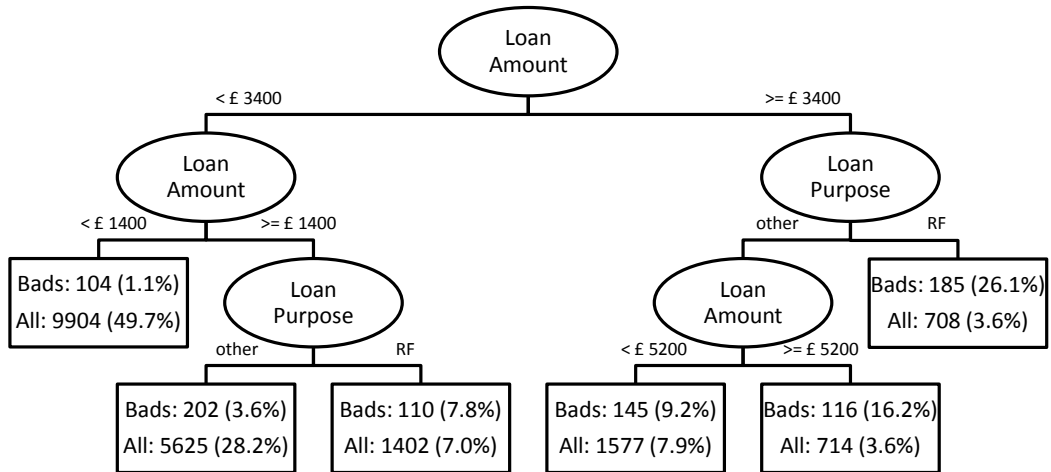 Loan
Amount
< £ 3400
>= £ 3400
Loan
Amount
Loan
Purpose
< £ 1400
>= £ 1400
other
RF
Bads: 104 (1.1%)
All: 9904 (49.7%)
Loan
Purpose
Loan
Amount
Bads: 185 (26.1%)
All: 708 (3.6%)
other
RF
< £ 5200
>= £ 5200
Bads: 202 (3.6%)
All: 5625 (28.2%)
Bads: 110 (7.8%)
All: 1402 (7.0%)
Bads: 145 (9.2%)
All: 1577 (7.9%)
Bads: 116 (16.2%)
All: 714 (3.6%)